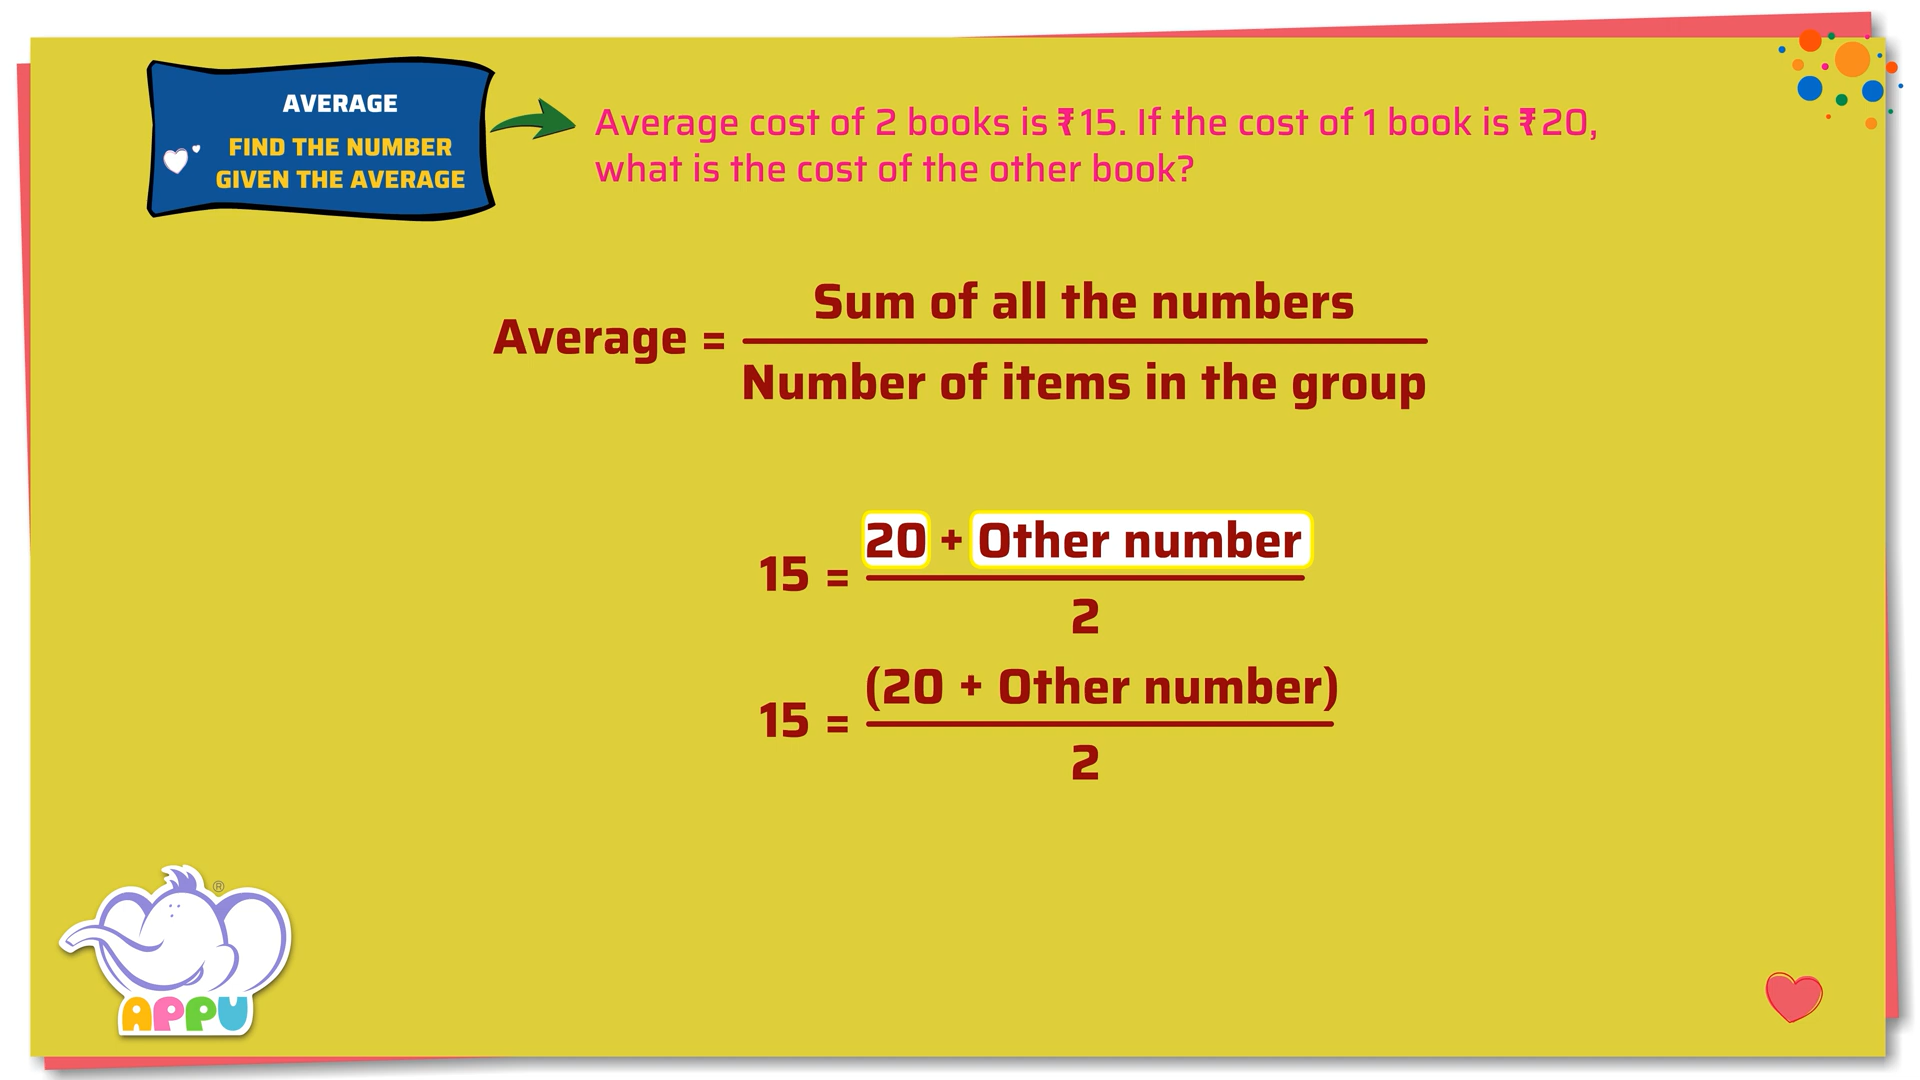 AVERAGE
FIND THE NUMBER
GIVEN THE AVERAGE
Average cost of 2 books is ₹15. If the cost of 1 book is ₹20,
what is the cost of the other book?
Sum of all the numbers
Average =
Number of items in the group
20 + Other number
15 =
2
(20 + Other number)
15 =
2
®
APPU